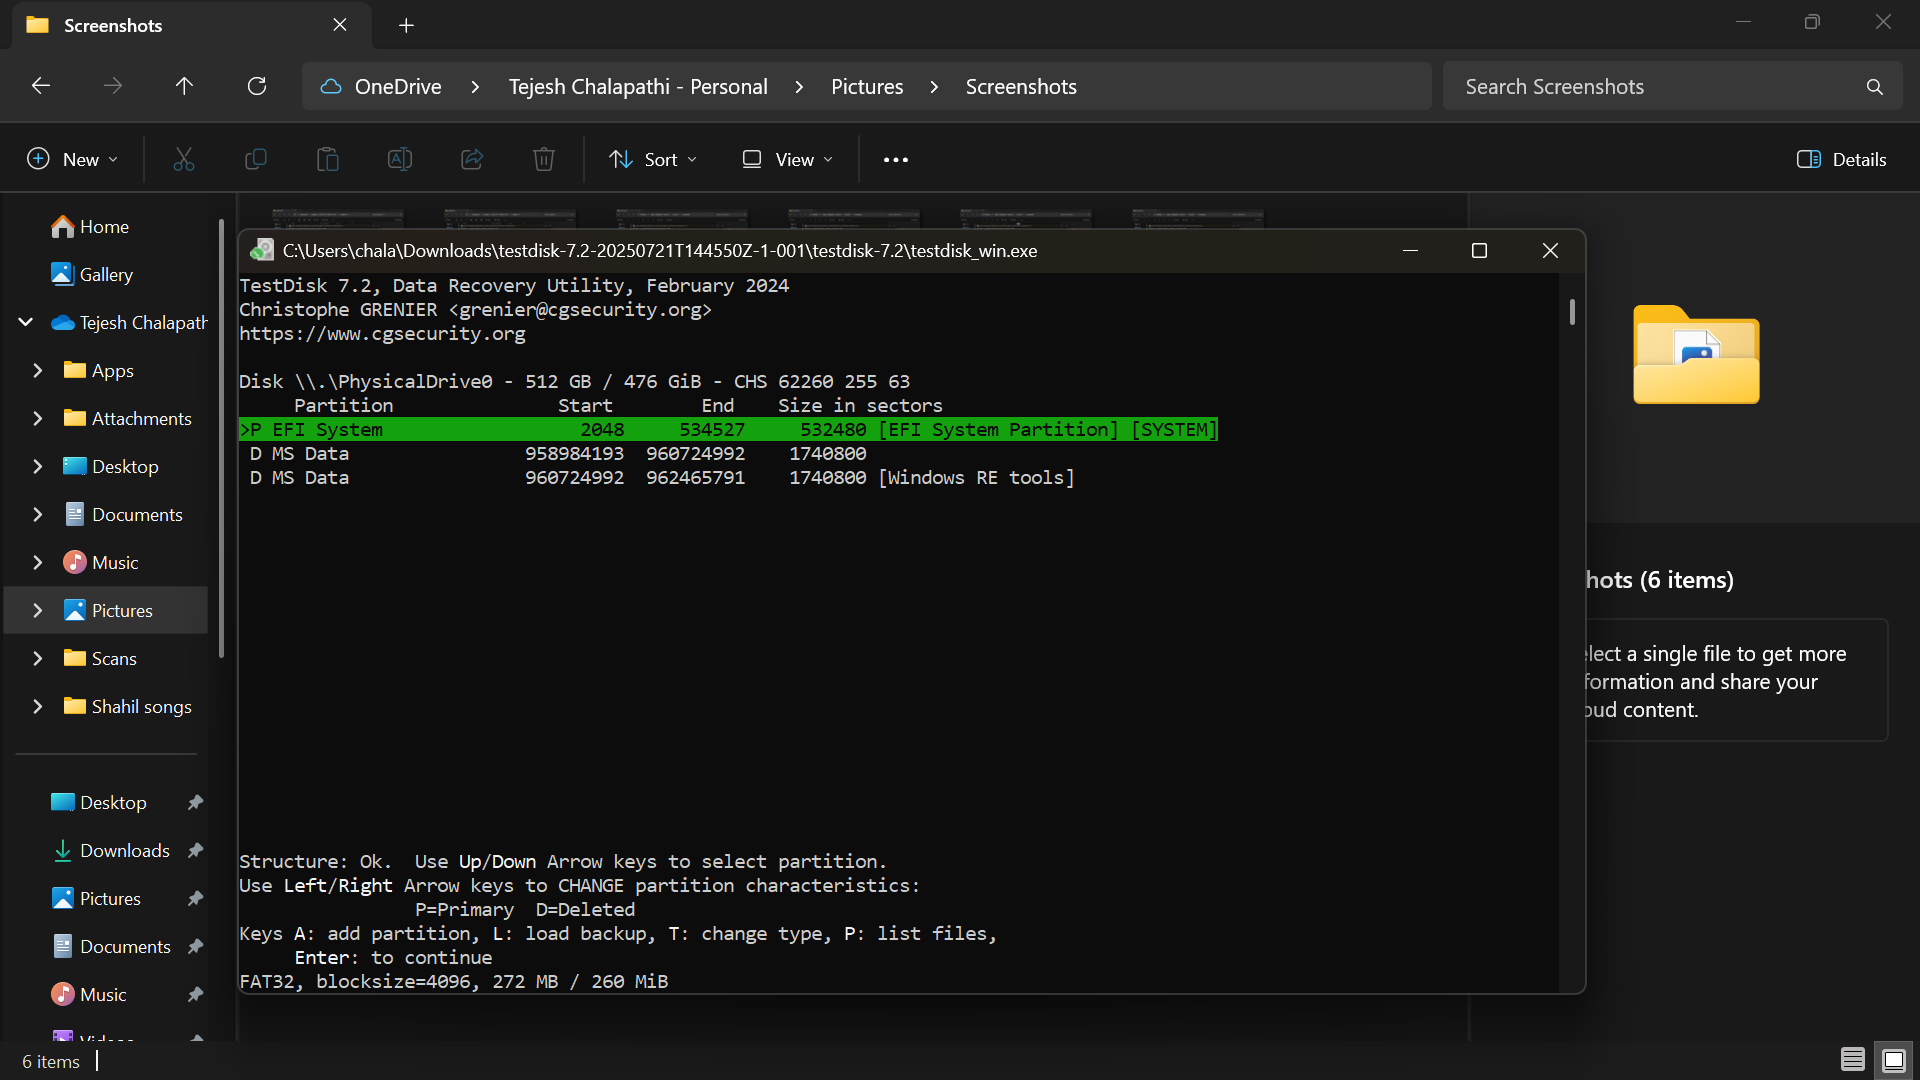 Screenshots
OneDrive > Tejesh Chalapathi - Personal > Pictures > Screenshots
Search Screenshots
New
Sort
View
Details
Home
Gallery
Tejesh Chalapath
Apps
Attachments
Desktop
Documents
Music
Pictures
Scans
Shahil songs
Desktop
Downloads
Pictures
Documents
Music
C:\Users\chala\Downloads\testdisk-7.2-20250721T144550Z-1-001\testdisk-7.2\testdisk_win.exe
TestDisk 7.2, Data Recovery Utility, February 2024
Christophe GRENIER <grenier@cgsecurity.org>
https://www.cgsecurity.org
Disk \\.\PhysicalDrive0 - 512 GB / 476 GiB - CHS 62260 255 63
Partition Start End Size in sectors
>P EFI System 2048 534527 532480 [EFI System Partition] [SYSTEM]
D MS Data 958984193 960724992 1740800
D MS Data 960724992 962465791 1740800 [Windows RE tools]
Structure: Ok. Use Up/Down Arrow keys to select partition.
Use Left/Right Arrow keys to CHANGE partition characteristics:
P=Primary D=Deleted
Keys A: add partition, L: load backup, T: change type, P: list files,
Enter: to continue
FAT32, blocksize=4096, 272 MB / 260 MiB
hots (6 items)
lect a single file to get more
formation and share your
oud content.
6 items